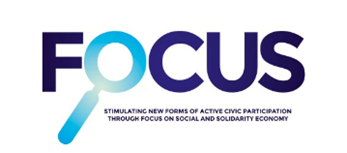 FOCUS
STIMULATING NEW FORMS OF ACTIVE CIVIC PARTICIPATION
THROUGH FOCUS ON SOCIAL AND SOLIDARITY ECONOMY